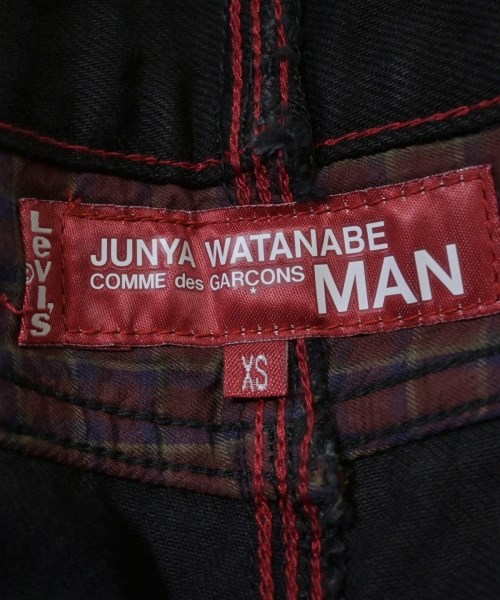 Levi's®
JUNYA WATANABE
COMME des GARÇONS
MAN
XS